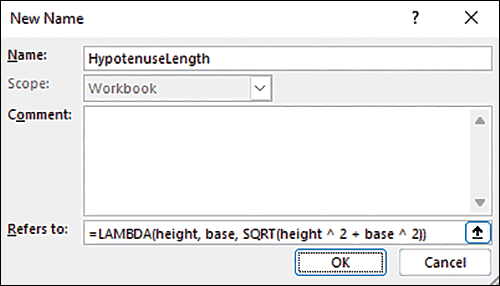 New Name
?
Name: HypotenuseLength
Scope: Workbook
Comment:
Refers to: =LAMBDA(height, base, SQRT(height ^ 2 + base ^ 2))
OK Cancel